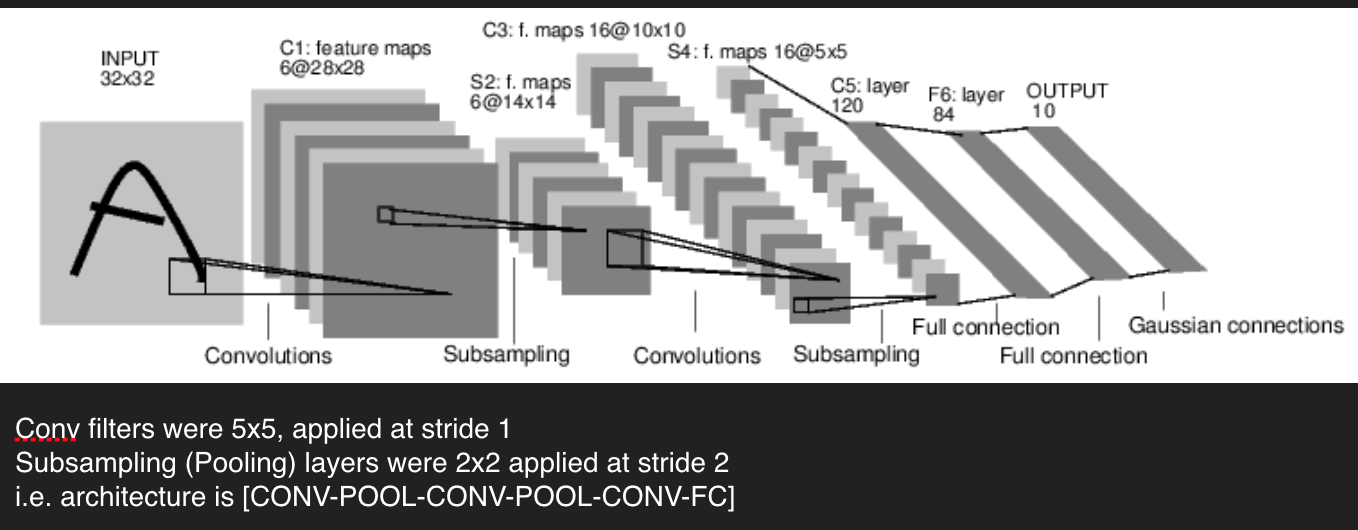 INPUT
32x32
C1: feature maps
6@28x28
S2: f. maps
6@14x14
C3: f. maps 16@10x10
S4: f. maps 16@5x5
C5: layer
120
F6: layer
84
OUTPUT
10
Convolutions
Subsampling
Convolutions
Subsampling
Full connection
Full connection
Gaussian connections
Conv filters were 5x5, applied at stride 1
Subsampling (Pooling) layers were 2x2 applied at stride 2
i.e. architecture is [CONV-POOL-CONV-POOL-CONV-FC]
A